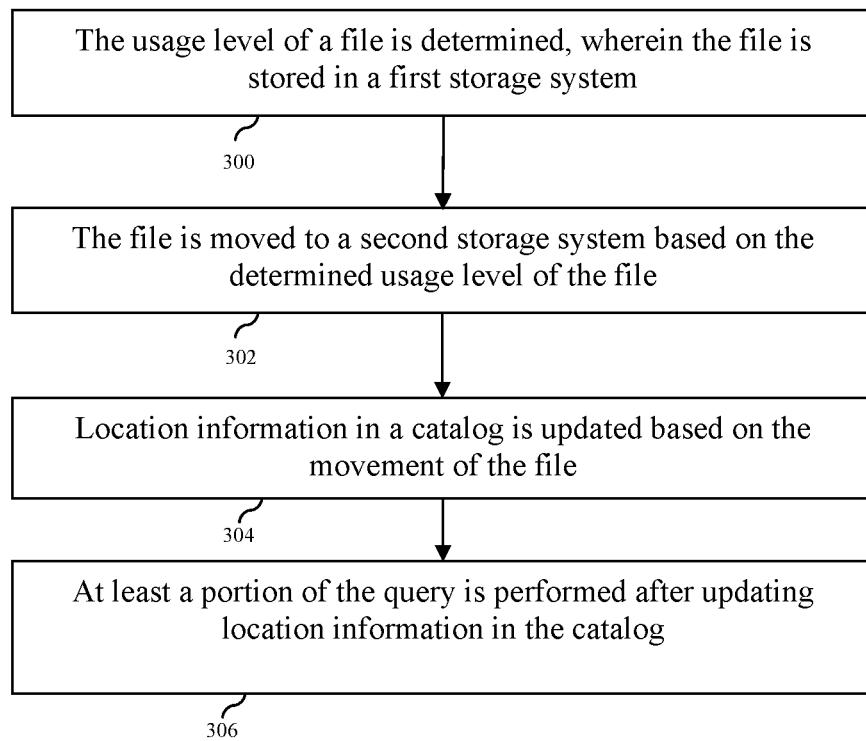 The usage level of a file is determined, wherein the file is
stored in a first storage system
300
The file is moved to a second storage system based on the
determined usage level of the file
302
Location information in a catalog is updated based on the
movement of the file
304
At least a portion of the query is performed after updating
location information in the catalog
306